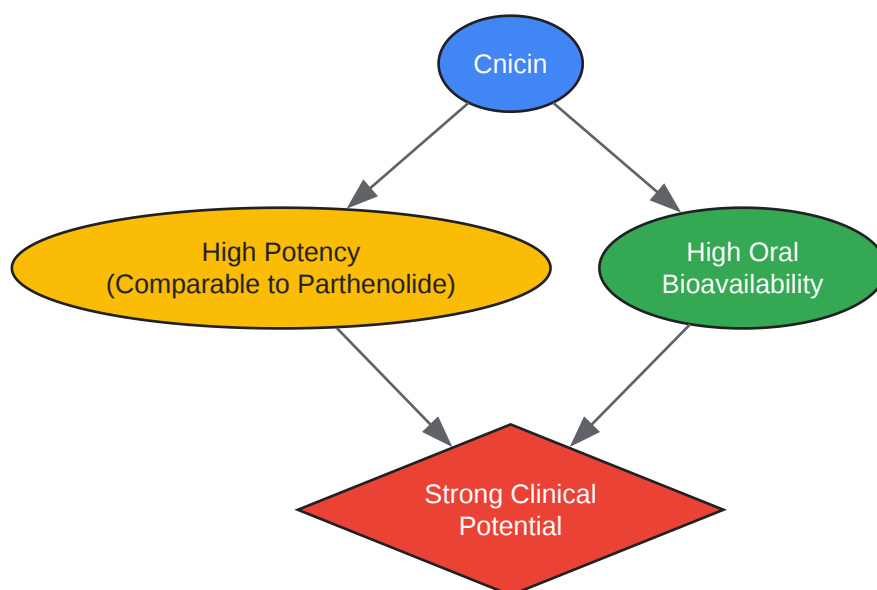 Cnicin
High Potency
(Comparable to Parthenolide)
High Oral
Bioavailability
Strong Clinical
Potential